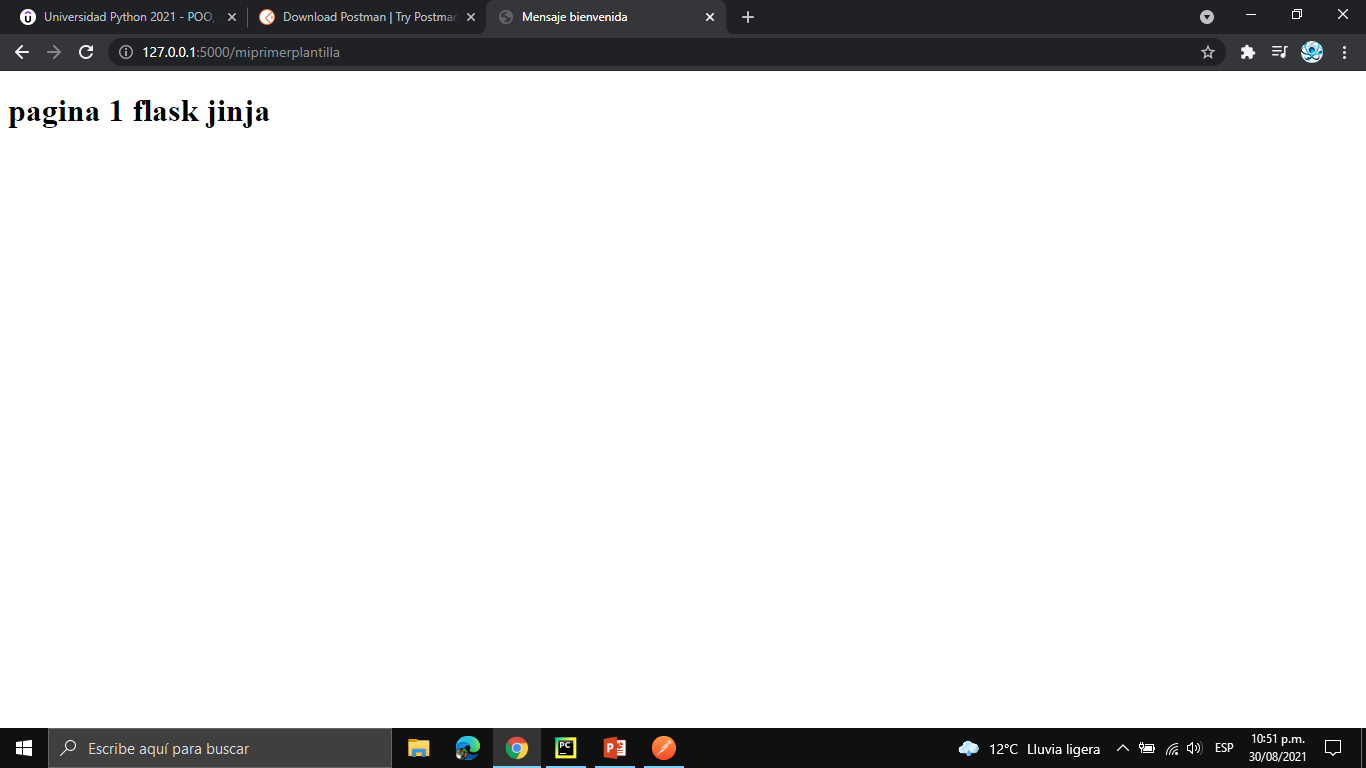 Universidad Python 2021 - POO,
Download Postman | Try Postman
Mensaje bienvenida
127.0.0.1:5000/miprimerplantilla
pagina 1 flask jinja
Escribe aquí para buscar
PC
P
12°C Lluvia ligera
ESP
10:51 p.m.
30/08/2021